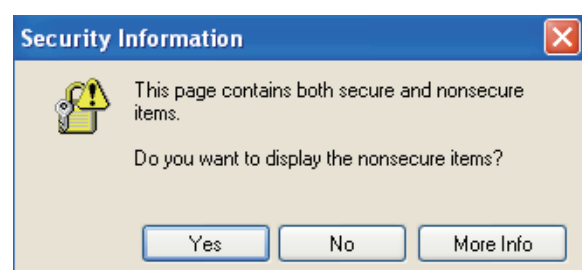 Security Information
This page contains both secure and nonsecure
items.
Do you want to display the nonsecure items?
Yes
No
More Info